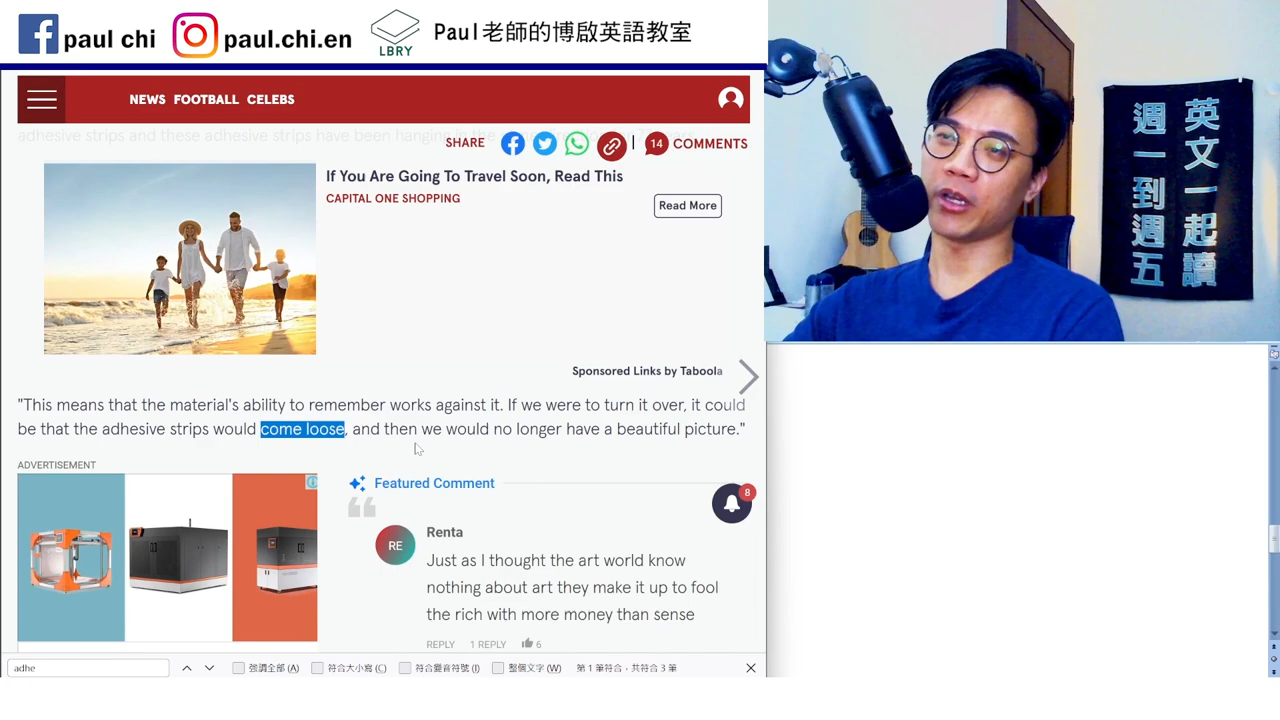 paul chi
paul.chi.en
LBRY
Paul老師的博啟英語教室
NEWS FOOTBALL CELEBS
SHARE
14 COMMENTS
If You Are Going To Travel Soon, Read This
CAPITAL ONE SHOPPING
Read More
Sponsored Links by Taboola
"This means that the material's ability to remember works against it. If we were to turn it over, it could
be that the adhesive strips would come loose, and then we would no longer have a beautiful picture."
ADVERTISEMENT
Featured Comment
8
RE
Renta
Just as I thought the art world know
nothing about art they make it up to fool
the rich with more money than sense
REPLY 1 REPLY 6
adhe
強調全部 (A) 符合大小寫 (C) 符合變音符號 (I) 整個文字 (W) 第 1 筆符合，共符合 3 筆
英文一起讀
週一到週五